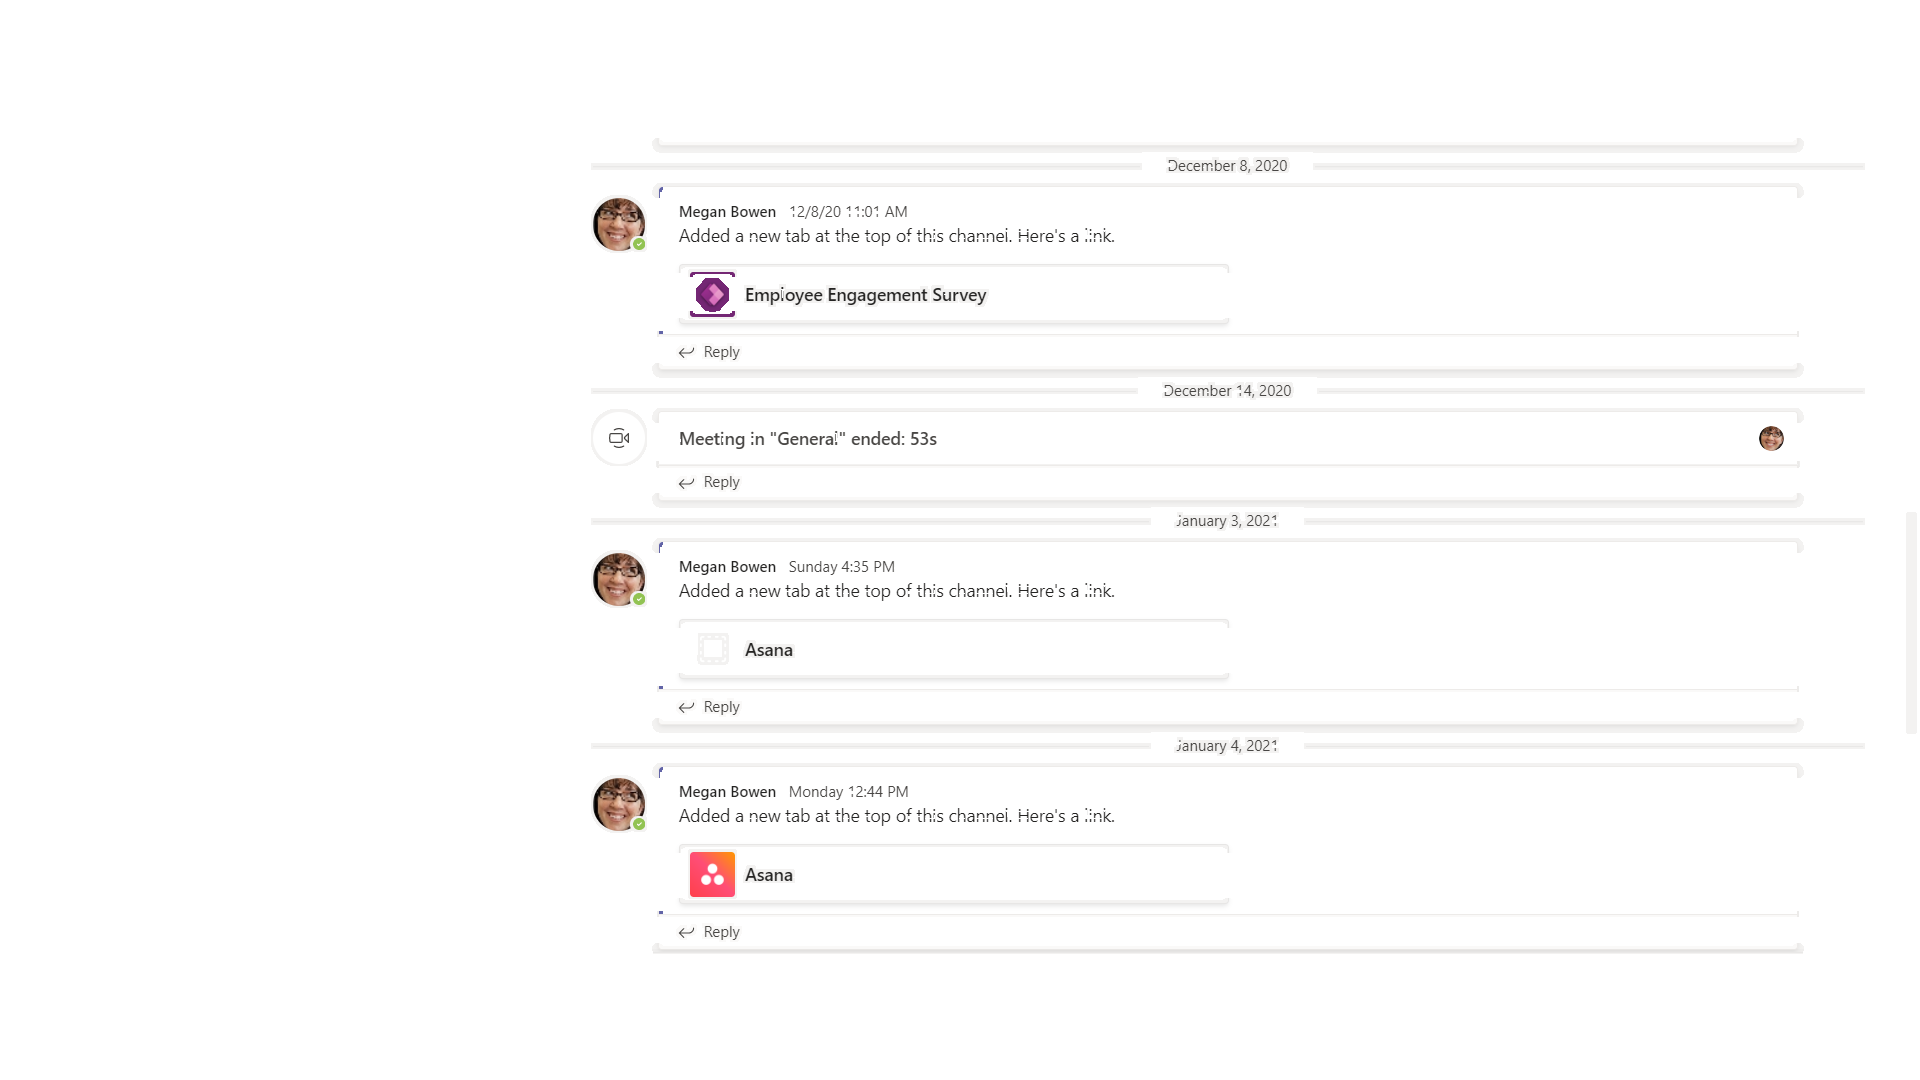 December 8, 2020
Megan Bowen 12/8/20 11:01 AM
Added a new tab at the top of this channel. Here's a link.
Employee Engagement Survey
Reply
December 14, 2020
Meeting in "General" ended: 53s
Reply
January 3, 2021
Megan Bowen Sunday 4:35 PM
Added a new tab at the top of this channel. Here's a link.
Asana
Reply
January 4, 2021
Megan Bowen Monday 12:44 PM
Added a new tab at the top of this channel. Here's a link.
Asana
Reply